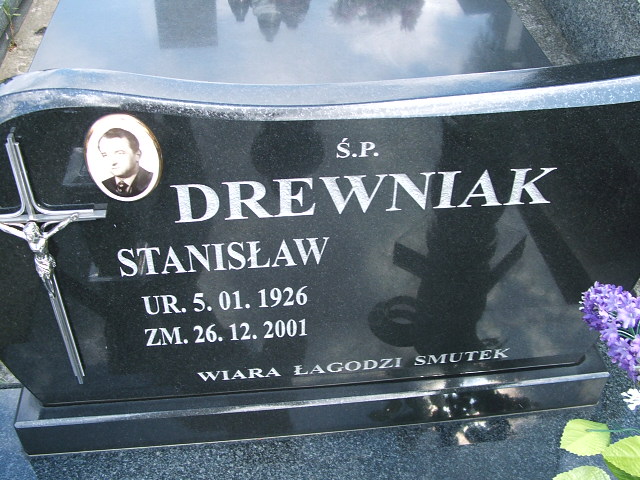 Ś.P.
DREWNIAK
STANISŁAW
UR. 5. 01. 1926
ZM. 26. 12. 2001
WIARA ŁAGODZI SMUTEK